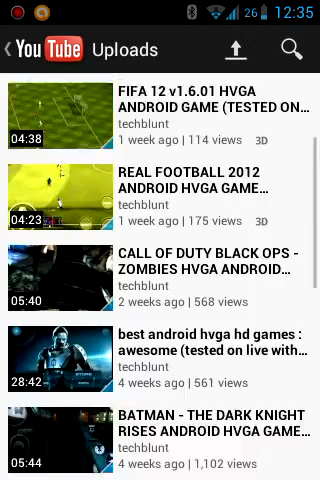 26 12:35
YouTube Uploads
FIFA 12 v1.6.01 HVGA
ANDROID GAME (TESTED ON...
techblunt
1 week ago | 114 views 3D
04:38
REAL FOOTBALL 2012
ANDROID HVGA GAME...
techblunt
1 week ago | 175 views 3D
04:23
CALL OF DUTY BLACK OPS -
ZOMBIES HVGA ANDROID...
techblunt
2 weeks ago | 568 views
05:40
best android hvga hd games :
awesome (tested on live with...
techblunt
4 weeks ago | 561 views
28:42
BATMAN - THE DARK KNIGHT
RISES ANDROID HVGA GAME...
techblunt
4 weeks ago | 1,102 views
05:44